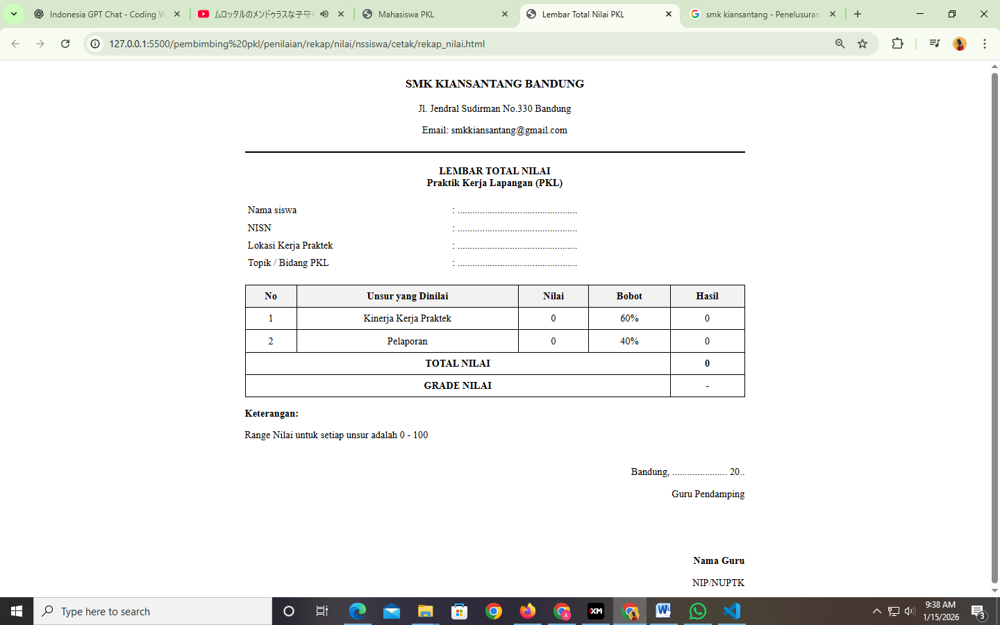 Indonesia GPT Chat - Coding W
ムロッタルのメンドゥラスな子守
Mahasiswa PKL
Lembar Total Nilai PKL
smk kiansantang - Penelusuran
127.0.0.1:5500/pembimbing%20pkl/penilaian/rekap/nilai/nssiswa/cetak/rekap_nilai.html
SMK KIANSANTANG BANDUNG
Jl. Jendral Sudirman No.330 Bandung
Email: smkkiansantang@gmail.com
LEMBAR TOTAL NILAI
Praktik Kerja Lapangan (PKL)
Nama siswa : ................................................
NISN : ................................................
Lokasi Kerja Praktek : ................................................
Topik / Bidang PKL : ................................................
No Unsur yang Dinilai Nilai Bobot Hasil
1 Kinerja Kerja Praktek 0 60% 0
2 Pelaporan 0 40% 0
TOTAL NILAI 0
GRADE NILAI -
Keterangan:
Range Nilai untuk setiap unsur adalah 0 - 100
Bandung, ...................... 20..
Guru Pendamping
Nama Guru
NIP/NUPTK
Type here to search
A
XM
W
9:38 AM
1/15/2026
3